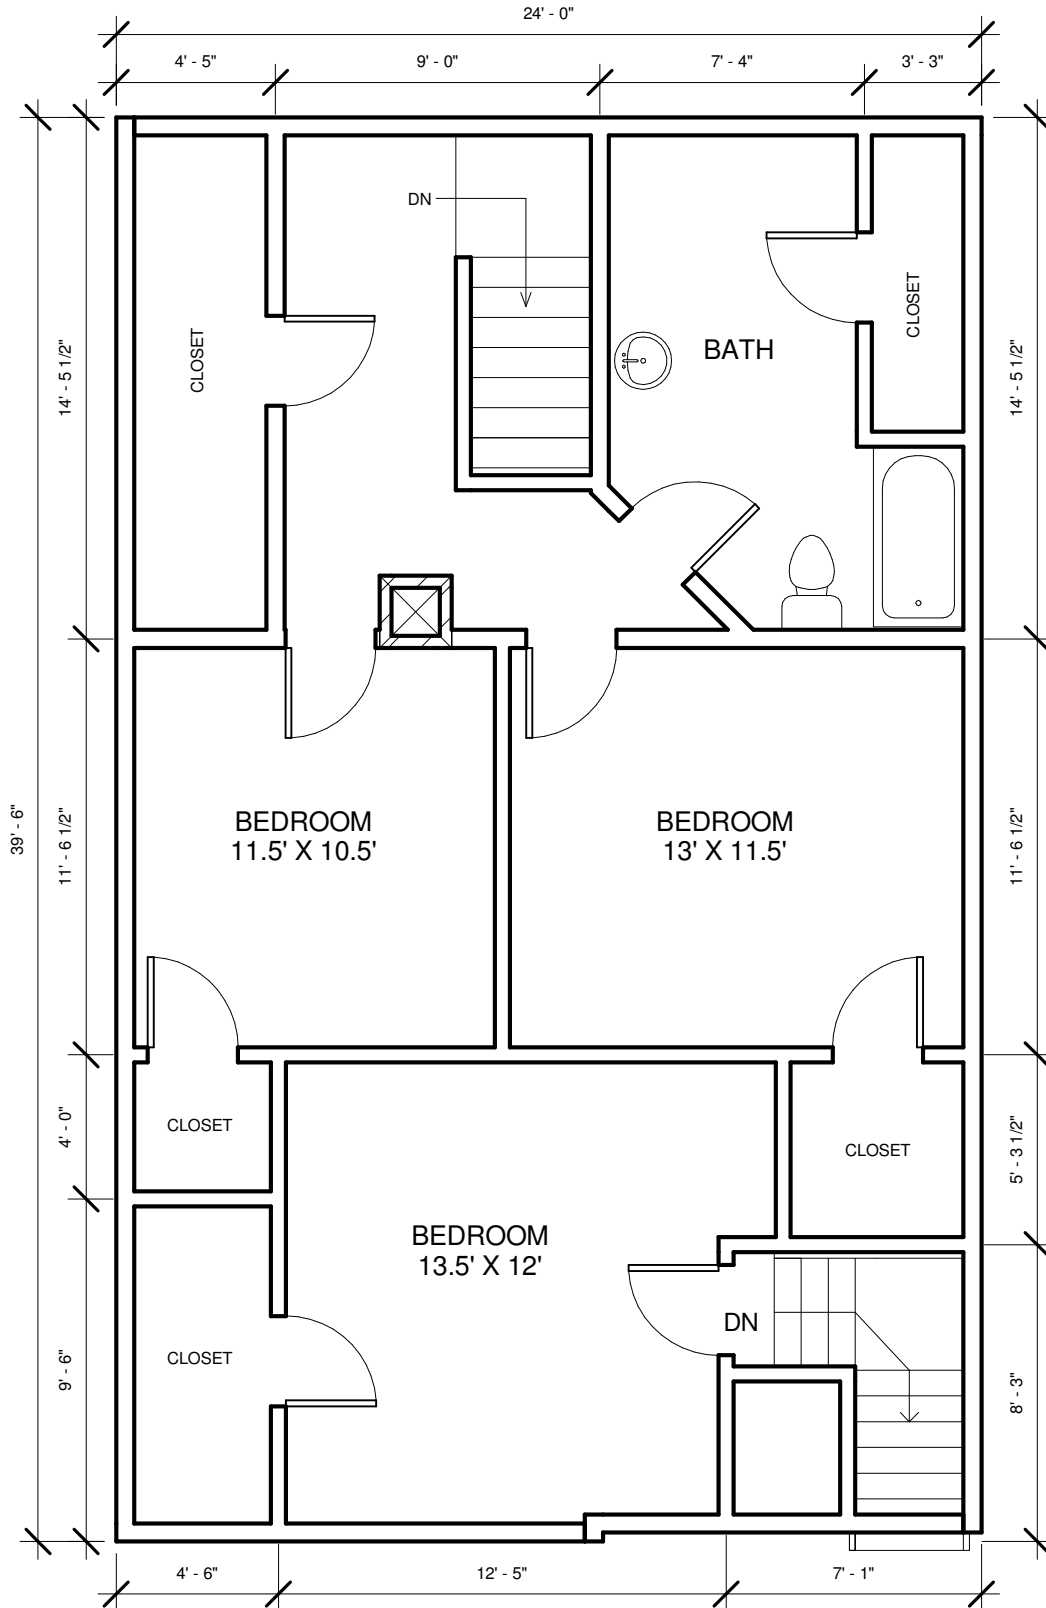 24' - 0"
4' - 5"
9' - 0"
7' - 4"
3' - 3"
DN
CLOSET
BATH
CLOSET
14' - 5 1/2"
14' - 5 1/2"
39' - 6"
11' - 6 1/2"
BEDROOM
11.5' X 10.5'
BEDROOM
13' X 11.5'
11' - 6 1/2"
4' - 0"
CLOSET
CLOSET
5' - 3 1/2"
BEDROOM
13.5' X 12'
DN
9' - 6"
CLOSET
8' - 3"
4' - 6"
12' - 5"
7' - 1"